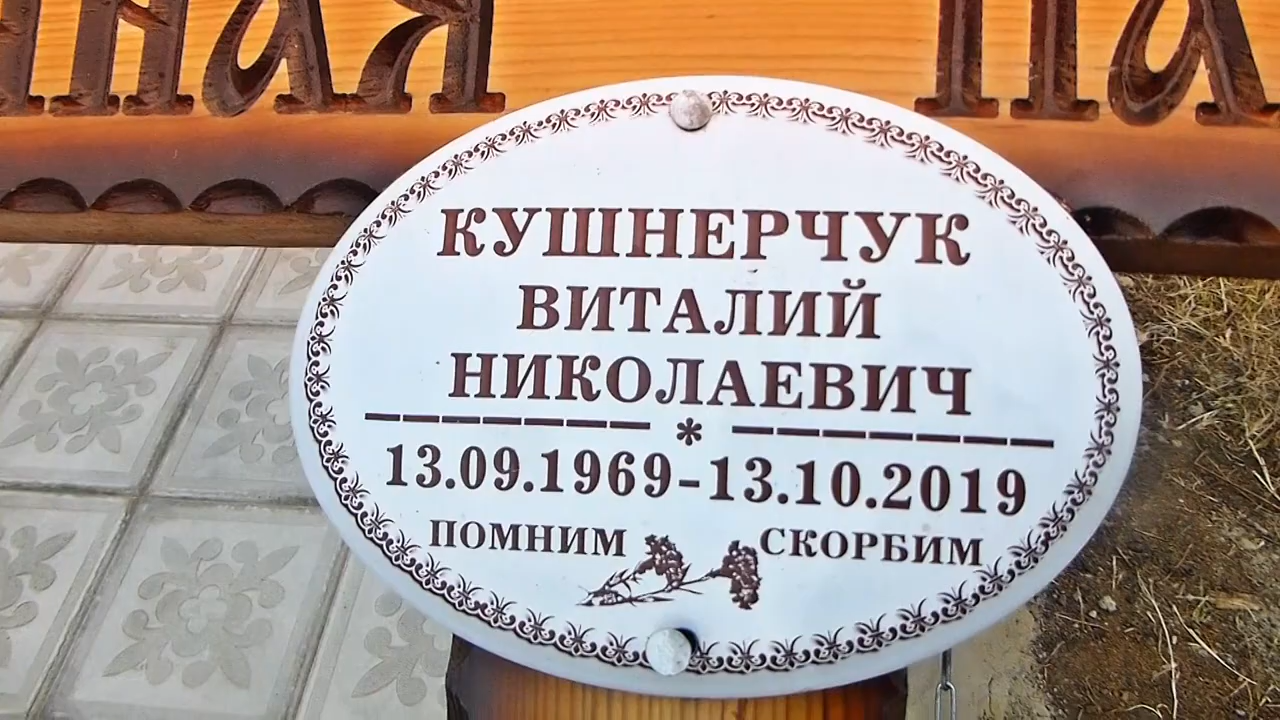 КУШНЕРЧУК
ВИТАЛИЙ
НИКОЛАЕВИЧ
*
13.09.1969-13.10.2019
ПОМНИМ СКОРБИМ